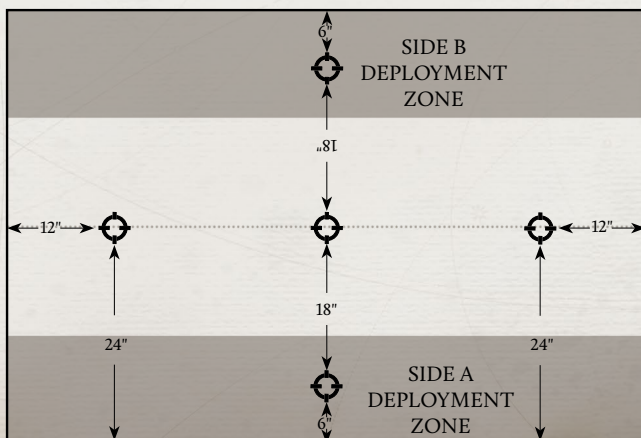 6"
SIDE B
DEPLOYMENT
ZONE
18"
12"
12"
18"
24"
24"
SIDE A
DEPLOYMENT
ZONE
6"